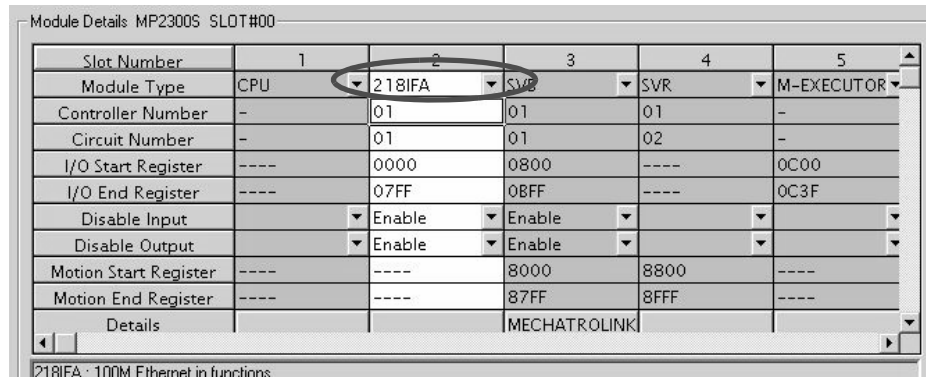 Module Details MP2300S SLOT#00
Slot Number 1 2 3 4 5
Module Type CPU 218IFA SVB SVR M-EXECUTOR
Controller Number - 01 01 01 -
Circuit Number - 01 01 02 -
I/O Start Register ---- 0000 0800 ---- 0C00
I/O End Register ---- 07FF 0BFF ---- 0C3F
Disable Input Enable Enable
Disable Output Enable Enable
Motion Start Register ---- ---- 8000 8800 ----
Motion End Register ---- ---- 87FF 8FFF ----
Details MECHATROLINK
218IFA : 100M Ethernet in functions